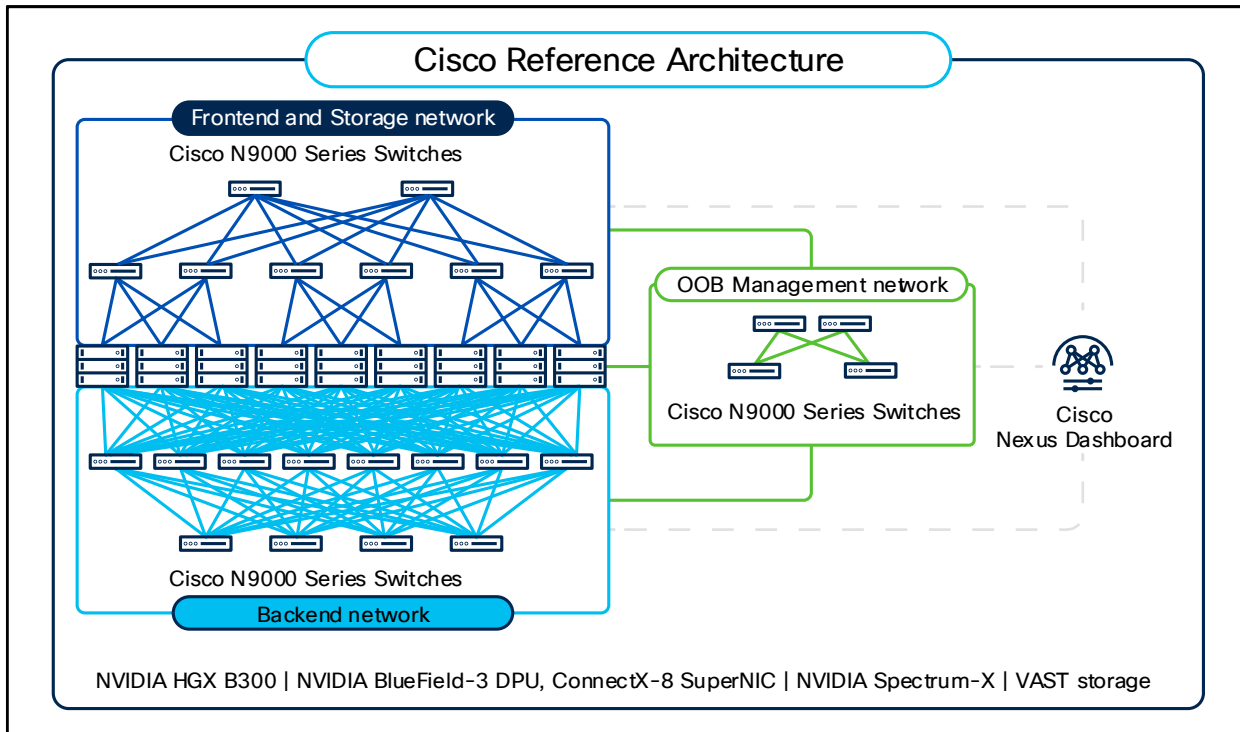 Cisco Reference Architecture
Frontend and Storage network
Cisco N9000 Series Switches
OOB Management network
Cisco N9000 Series Switches
Cisco
Nexus Dashboard
Cisco N9000 Series Switches
Backend network
NVIDIA HGX B300 | NVIDIA BlueField-3 DPU, ConnectX-8 SuperNIC | NVIDIA Spectrum-X | VAST storage